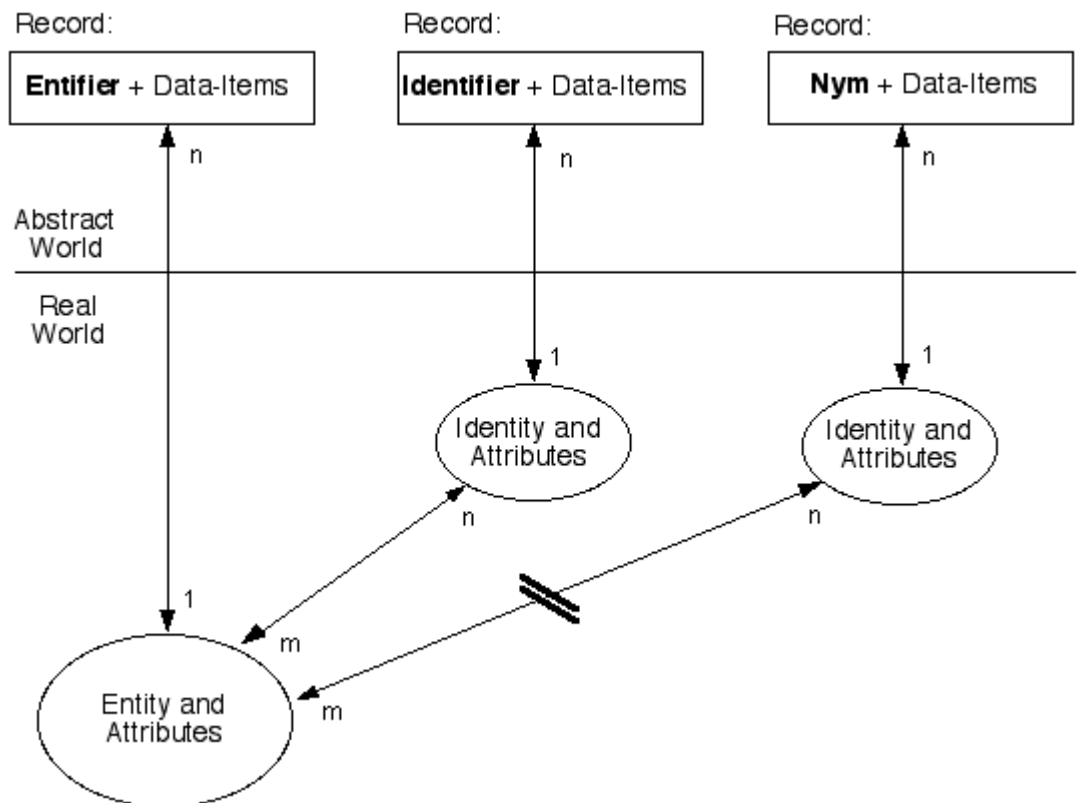 Record:
Record:
Record:
Entifier + Data-Items
Identifier + Data-Items
Nym + Data-Items
n
n
n
Abstract
World
Real
World
1
1
Identity and
Attributes
Identity and
Attributes
n
n
1
m
m
Entity and
Attributes